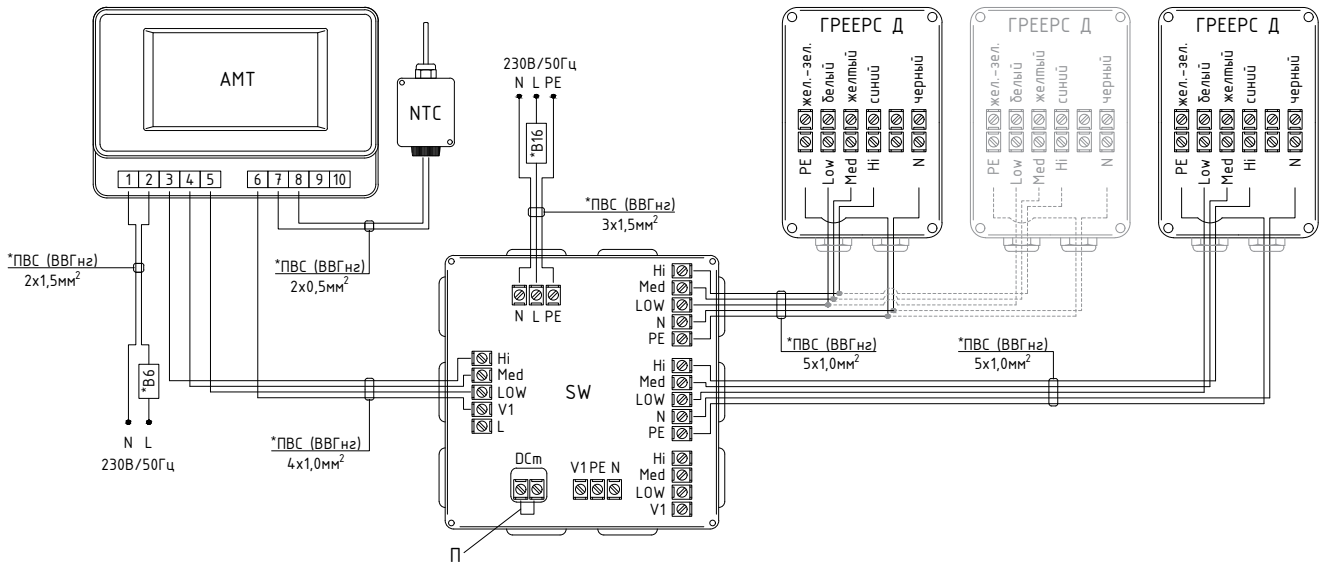 АМТ
1 2 3 4 5 6 7 8 9 10
NTC
230В/50Гц
N L PE
*В16
*ПВС (ВВГнг)
3х1,5мм²
*ПВС (ВВГнг)
2х1,5мм²
*ПВС (ВВГнг)
2х0,5мм²
*В6
N L
230В/50Гц
*ПВС (ВВГнг)
4х1,0мм²
ГРЕЕРС Д
жел.-зел.
белый
желтый
синий
черный
PE
Low
Med
Hi
N
ГРЕЕРС Д
жел.-зел.
белый
желтый
синий
черный
PE
Low
Med
Hi
N
ГРЕЕРС Д
жел.-зел.
белый
желтый
синий
черный
PE
Low
Med
Hi
N
*ПВС (ВВГнг)
5х1,0мм²
*ПВС (ВВГнг)
5х1,0мм²
N L PE
Hi
Med
LOW
V1
L
SW
Hi
Med
LOW
N
PE
Hi
Med
LOW
N
PE
Hi
Med
LOW
V1
DCm
V1 PE N
П